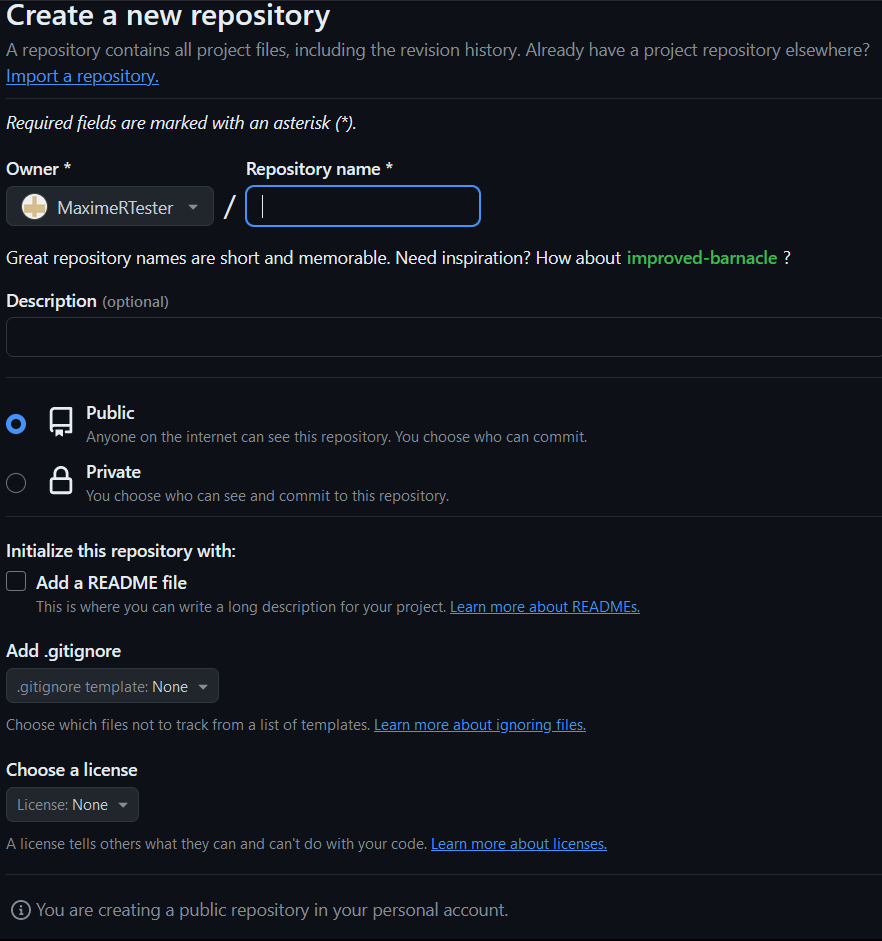 Create a new repository
A repository contains all project files, including the revision history. Already have a project repository elsewhere?
Import a repository.
Required fields are marked with an asterisk (*).
Owner * Repository name *
MaximeRTester /
Great repository names are short and memorable. Need inspiration? How about improved-barnacle ?
Description (optional)
Public
Anyone on the internet can see this repository. You choose who can commit.
Private
You choose who can see and commit to this repository.
Initialize this repository with:
Add a README file
This is where you can write a long description for your project. Learn more about READMEs.
Add .gitignore
.gitignore template: None
Choose which files not to track from a list of templates. Learn more about ignoring files.
Choose a license
License: None
A license tells others what they can and can't do with your code. Learn more about licenses.
You are creating a public repository in your personal account.